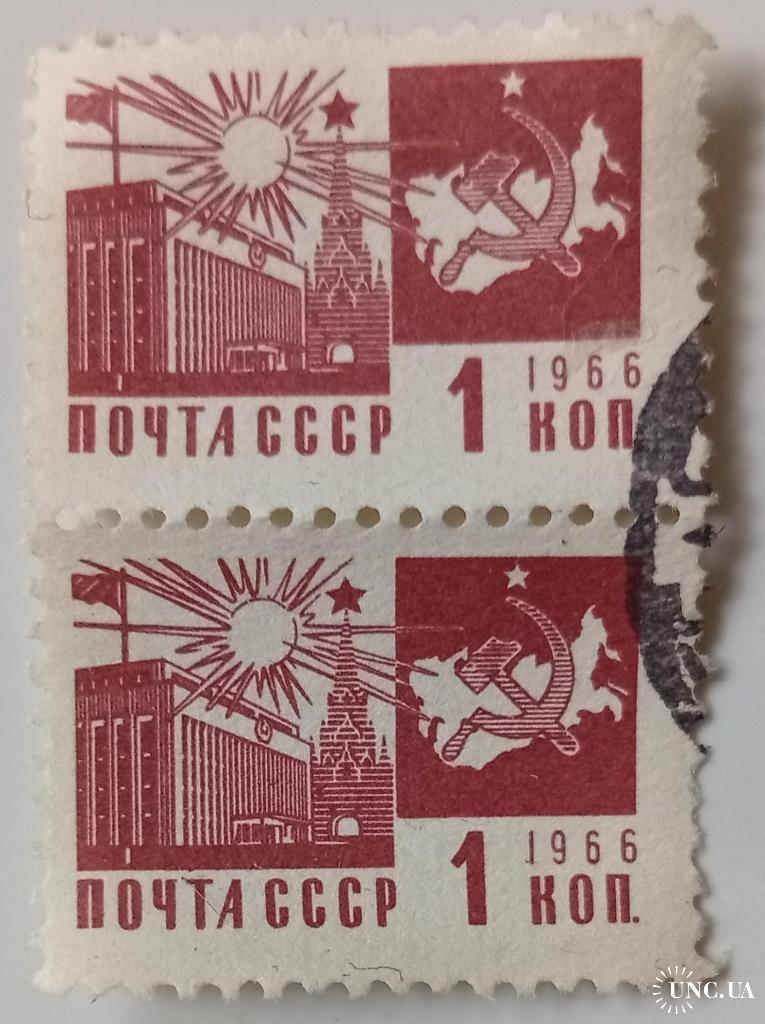 1966
ПОЧТА СССР 1 КОП
1966
ПОЧТА СССР 1 КОП.
UNC.UA